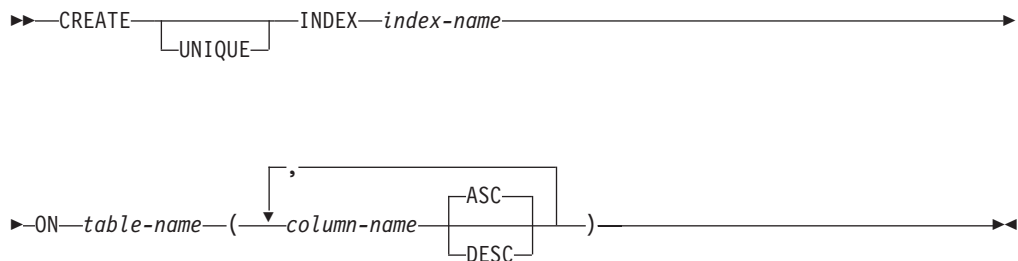 CREATE INDEX index-name
UNIQUE
,
ASC
ON table-name ( column-name )
DESC